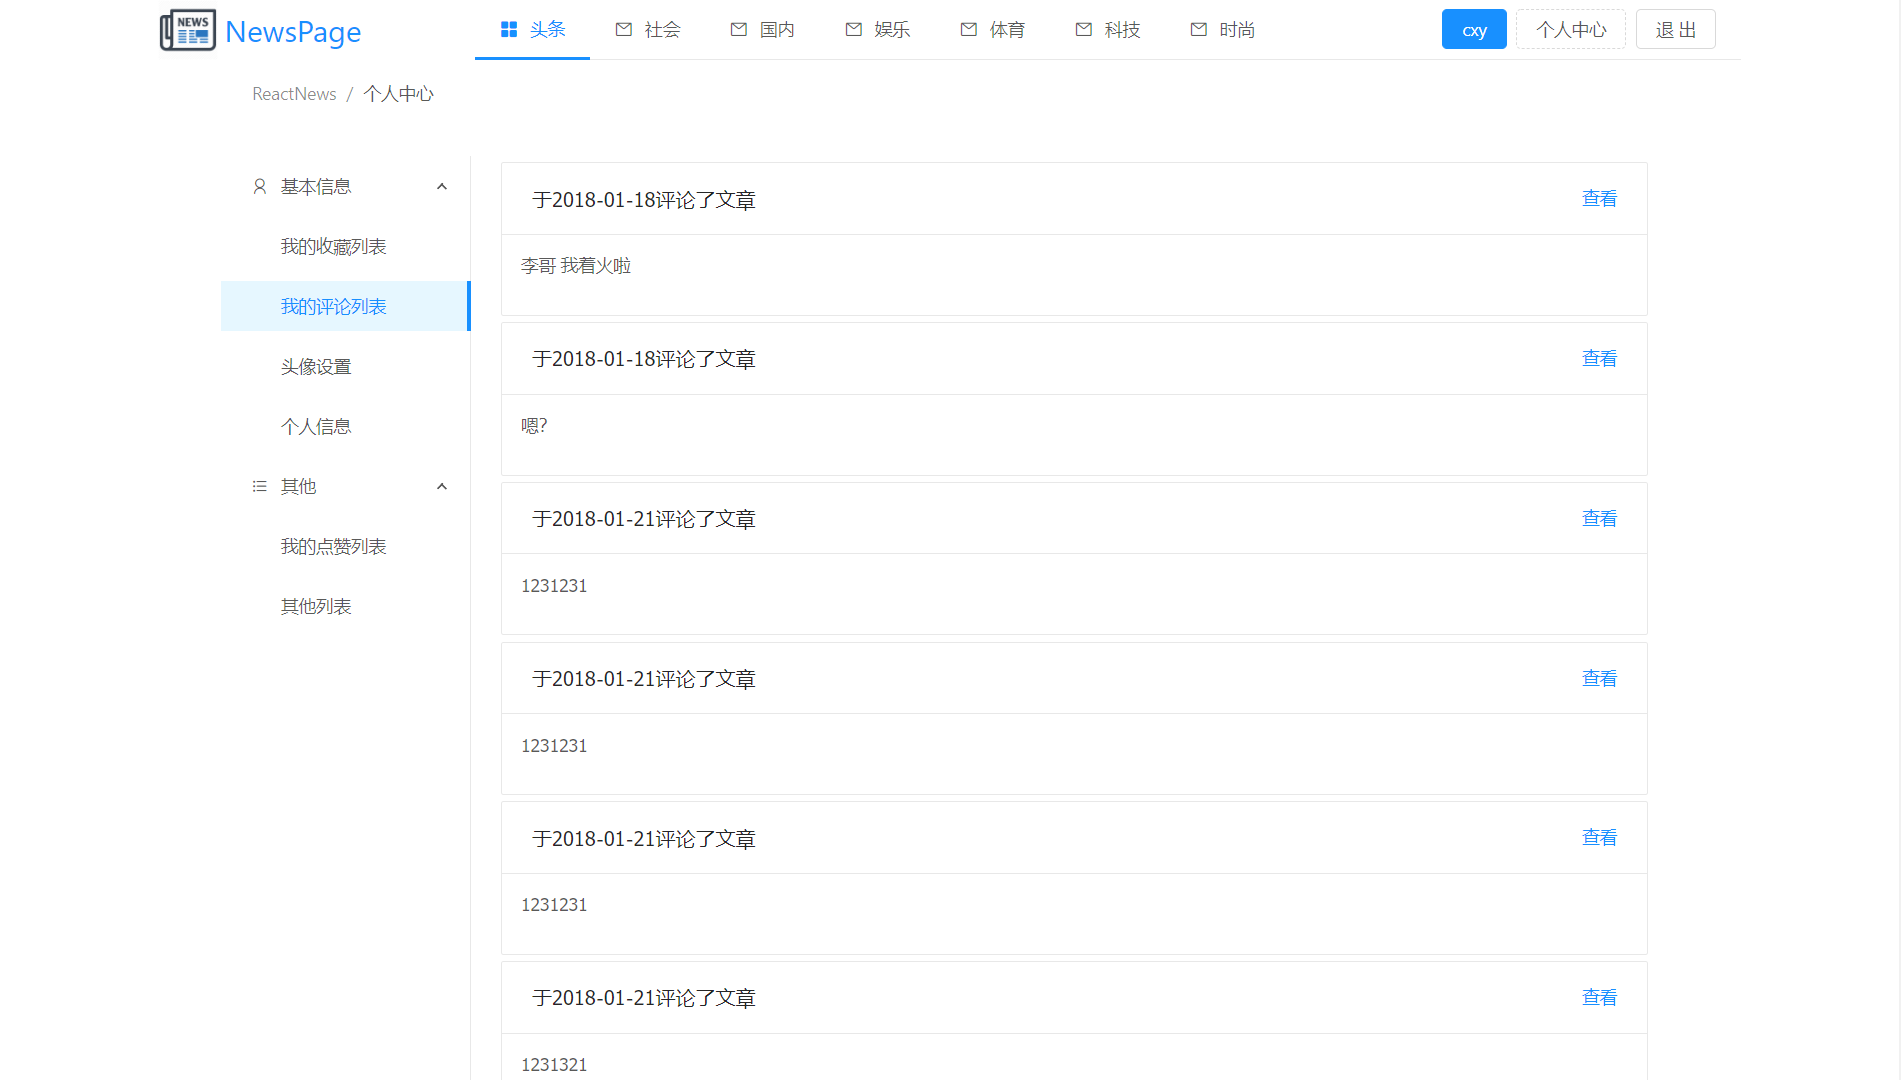 NEWS NewsPage 头条 社会 国内 娱乐 体育 科技 时尚 cxy 个人中心 退 出
ReactNews / 个人中心
基本信息
我的收藏列表
我的评论列表
头像设置
个人信息
其他
我的点赞列表
其他列表
于2018-01-18评论了文章 查看
李哥 我着火啦
于2018-01-18评论了文章 查看
嗯?
于2018-01-21评论了文章 查看
1231231
于2018-01-21评论了文章 查看
1231231
于2018-01-21评论了文章 查看
1231231
于2018-01-21评论了文章 查看
1231321